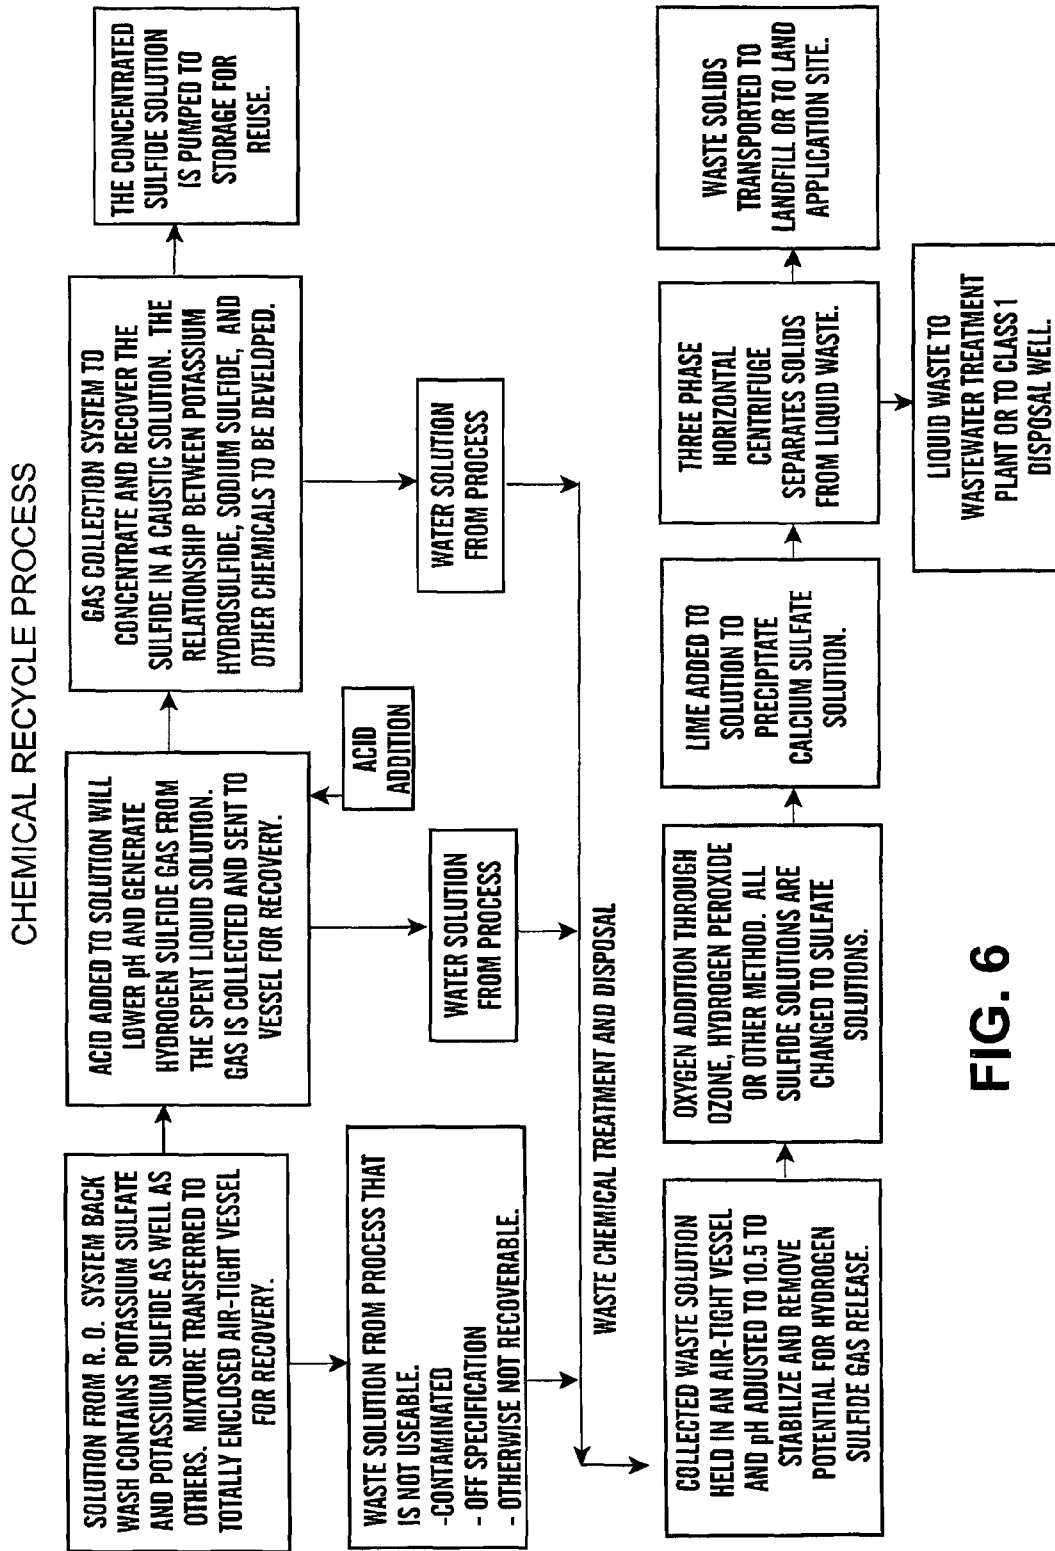 CHEMICAL RECYCLE PROCESS
SOLUTION FROM R. O. SYSTEM BACK
WASH CONTAINS POTASSIUM SULFATE
AND POTASSIUM SULFIDE AS WELL AS
OTHERS. MIXTURE TRANSFERRED TO
TOTALLY ENCLOSED AIR-TIGHT VESSEL
FOR RECOVERY.
ACID ADDED TO SOLUTION WILL
LOWER pH AND GENERATE
HYDROGEN SULFIDE GAS FROM
THE SPENT LIQUID SOLUTION.
GAS IS COLLECTED AND SENT TO
VESSEL FOR RECOVERY.
GAS COLLECTION SYSTEM TO
CONCENTRATE AND RECOVER THE
SULFIDE IN A CAUSTIC SOLUTION. THE
RELATIONSHIP BETWEEN POTASSIUM
HYDROSULFIDE, SODIUM SULFIDE, AND
OTHER CHEMICALS TO BE DEVELOPED.
THE CONCENTRATED
SULFIDE SOLUTION
IS PUMPED TO
STORAGE FOR
REUSE.
ACID
ADDITION
WASTE SOLUTION FROM PROCESS THAT
IS NOT USEABLE.
-CONTAMINATED
- OFF SPECIFICATION
- OTHERWISE NOT RECOVERABLE.
WATER SOLUTION
FROM PROCESS
WATER SOLUTION
FROM PROCESS
WASTE CHEMICAL TREATMENT AND DISPOSAL
COLLECTED WASTE SOLUTION
HELD IN AN AIR-TIGHT VESSEL
AND pH ADJUSTED TO 10.5 TO
STABILIZE AND REMOVE
POTENTIAL FOR HYDROGEN
SULFIDE GAS RELEASE.
OXYGEN ADDITION THROUGH
OZONE, HYDROGEN PEROXIDE
OR OTHER METHOD. ALL
SULFIDE SOLUTIONS ARE
CHANGED TO SULFATE
SOLUTIONS.
LIME ADDED TO
SOLUTION TO
PRECIPITATE
CALCIUM SULFATE
SOLUTION.
THREE PHASE
HORIZONTAL
CENTRIFUGE
SEPARATES SOLIDS
FROM LIQUID WASTE.
WASTE SOLIDS
TRANSPORTED TO
LANDFILL OR TO LAND
APPLICATION SITE.
LIQUID WASTE TO
WASTEWATER TREATMENT
PLANT OR TO CLASS 1
DISPOSAL WELL.
FIG. 6